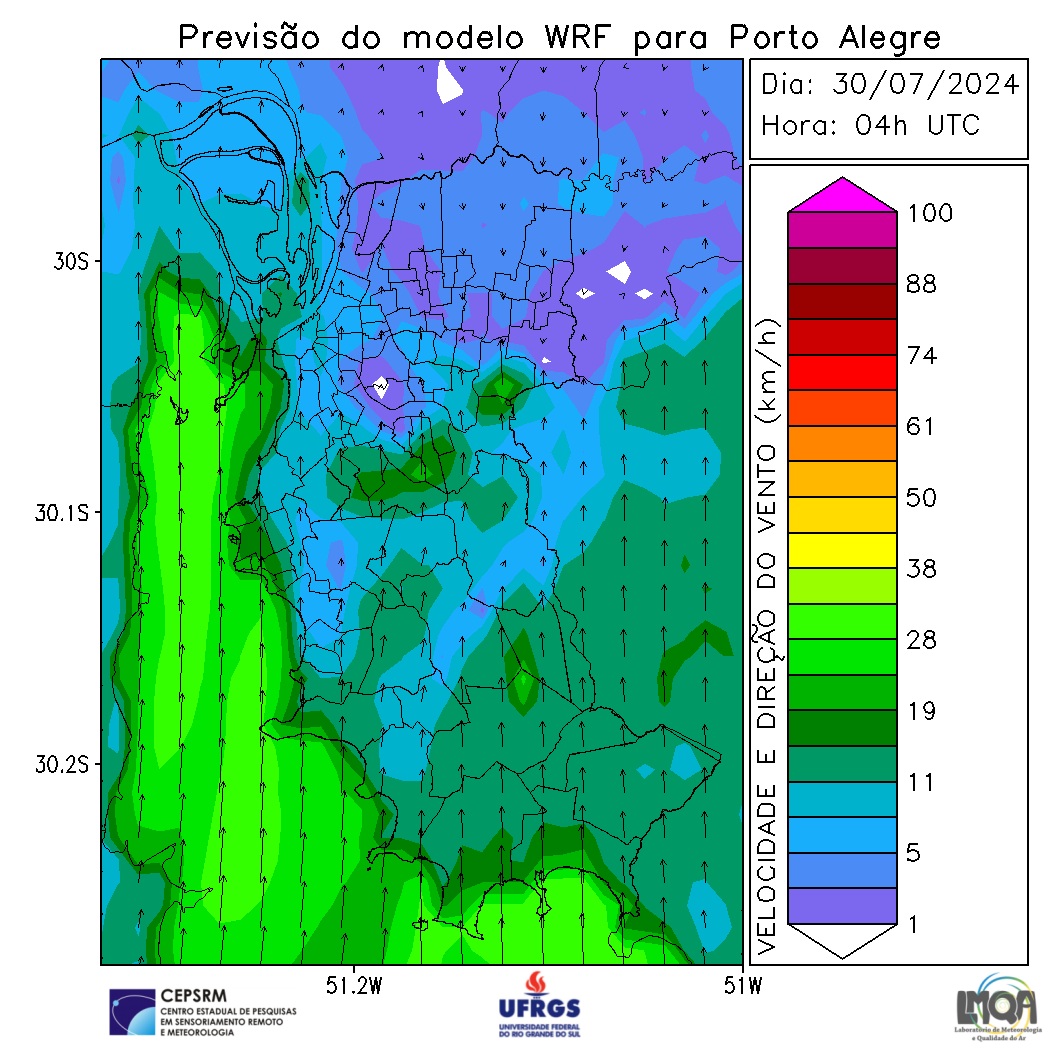 Previsão do modelo WRF para Porto Alegre
Dia: 30/07/2024
Hora: 04h UTC
30S
30.1S
30.2S
51.2W
51W
VELOCIDADE E DIREÇÃO DO VENTO (km/h)
100
88
74
61
50
38
28
19
11
5
1
CEPSRM
CENTRO ESTADUAL DE PESQUISAS
EM SENSORIAMENTO REMOTO
E METEOROLOGIA
UFRGS
UNIVERSIDADE FEDERAL
DO RIO GRANDE DO SUL
LMQA
Laboratório de Meteorologia
e Qualidade do Ar